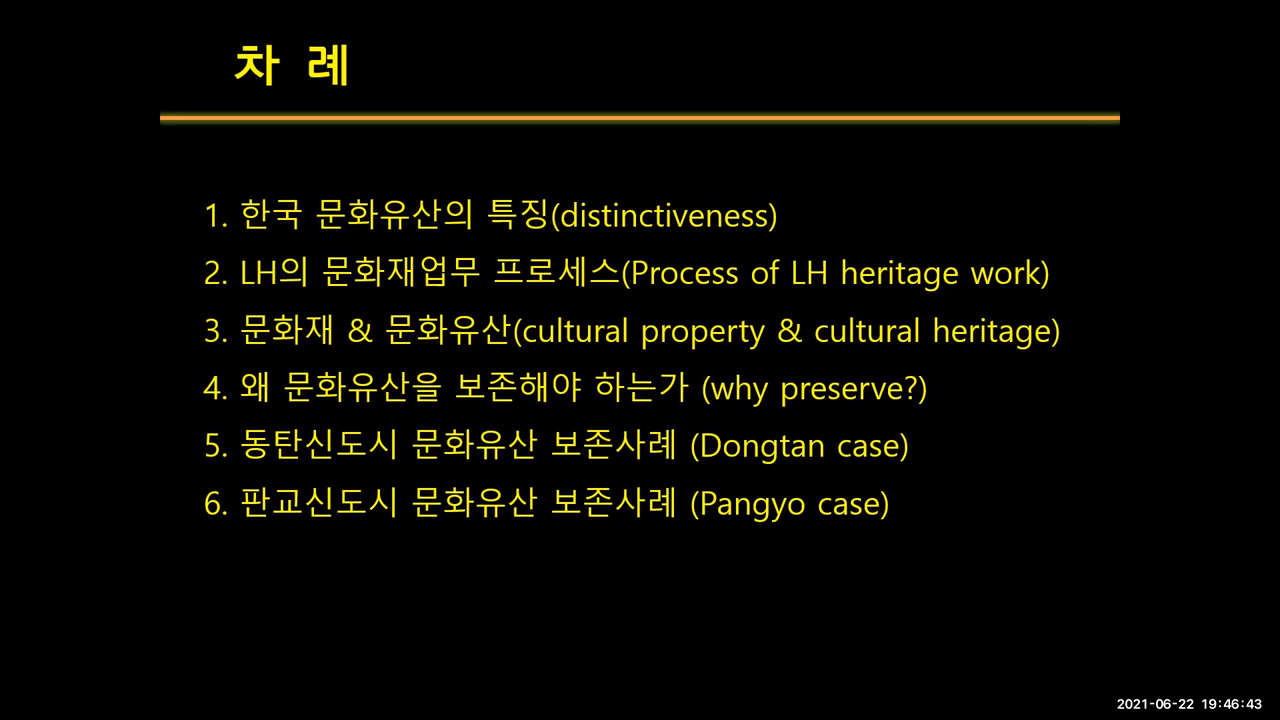 차 례
1. 한국 문화유산의 특징(distinctiveness)
2. LH의 문화재업무 프로세스(Process of LH heritage work)
3. 문화재 & 문화유산(cultural property & cultural heritage)
4. 왜 문화유산을 보존해야 하는가 (why preserve?)
5. 동탄신도시 문화유산 보존사례 (Dongtan case)
6. 판교신도시 문화유산 보존사례 (Pangyo case)
2021-06-22 19:46:43